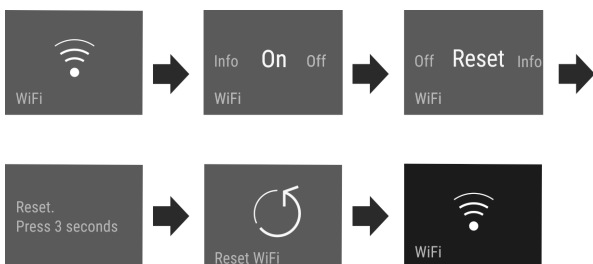 WiFi
Info On Off
WiFi
Off Reset Info
WiFi
Reset.
Press 3 seconds
Reset WiFi
WiFi